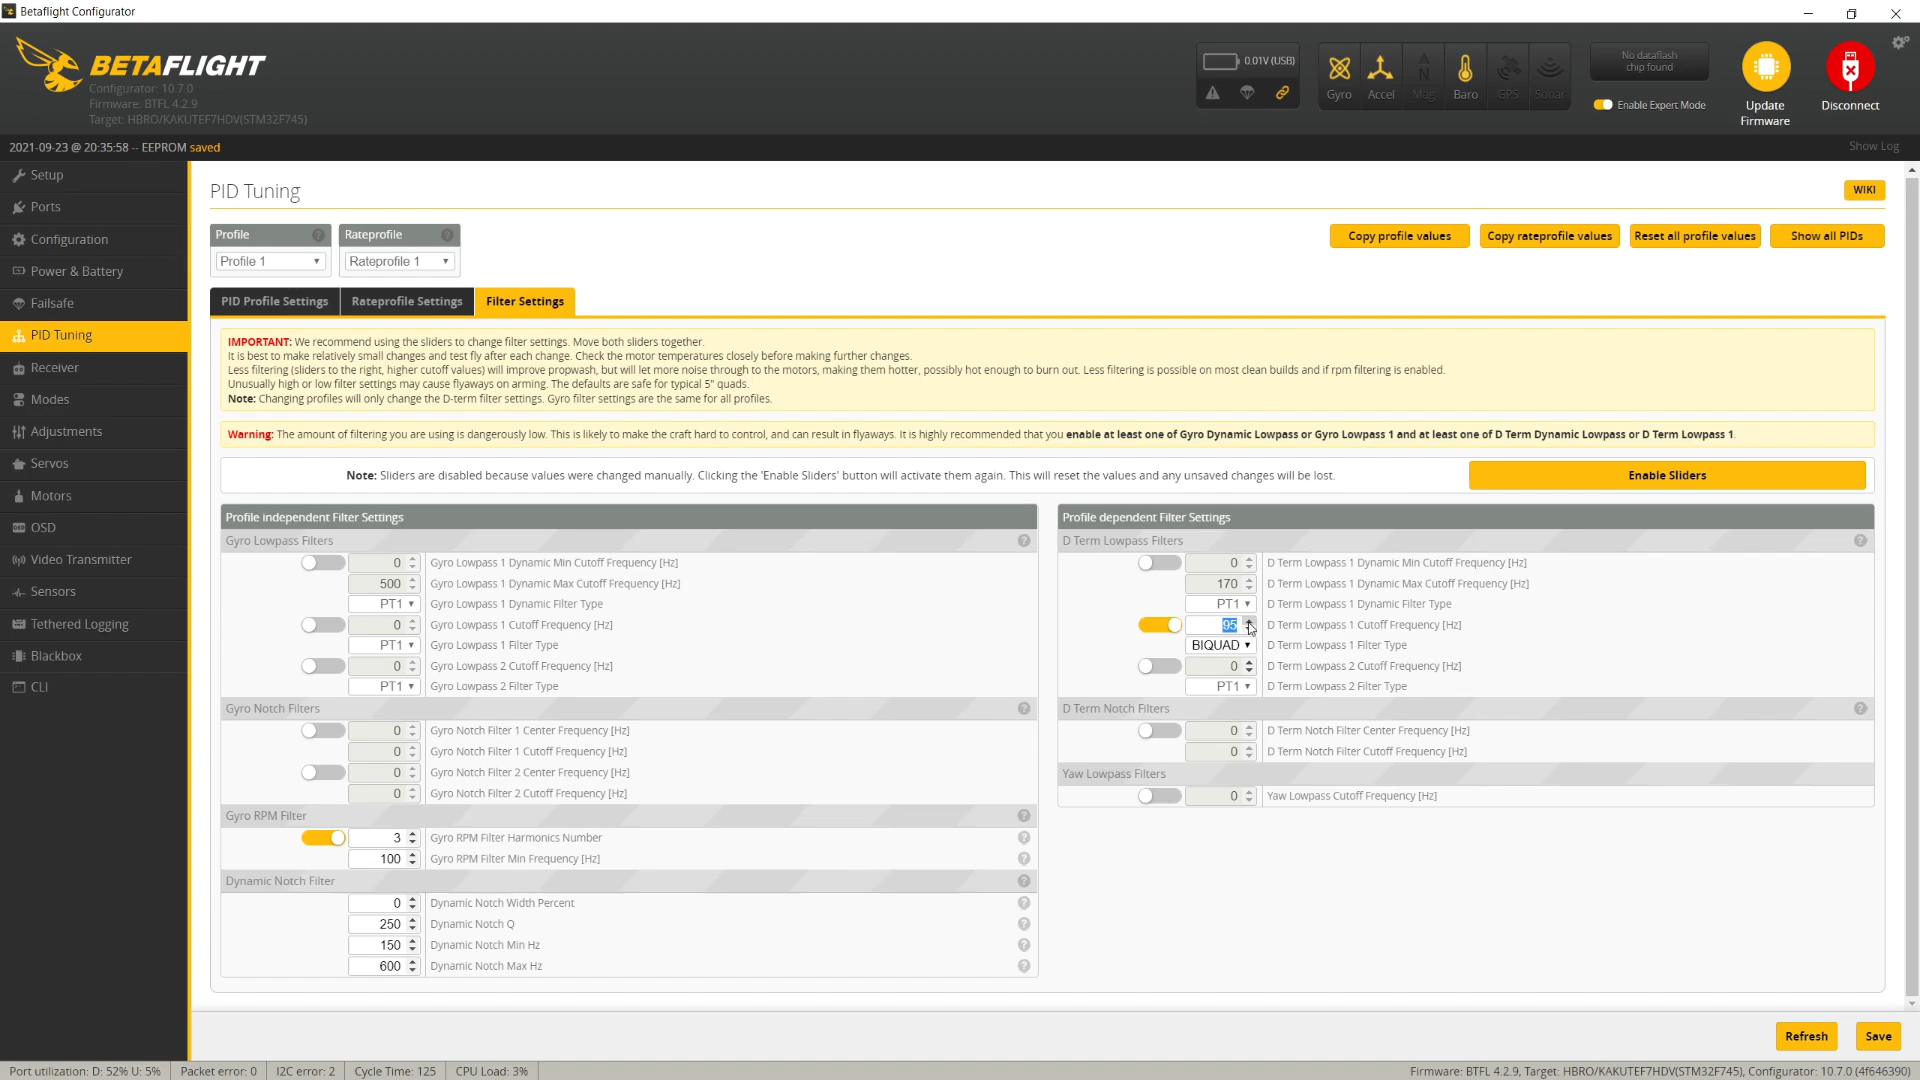 Betaflight Configurator
BETAFLIGHT
Configurator: 10.7.0
Firmware: BTFL 4.2.9
Target: HBRO/KAKUTEF7HDV(STM32F745)
0.01V (USB)
Gyro
Accel
Mag
Baro
GPS
Sonar
No dataflash
chip found
Enable Expert Mode
Update
Firmware
Disconnect
2021-09-23 @ 20:35:58 -- EEPROM saved
Show Log
Setup
Ports
Configuration
Power & Battery
Failsafe
PID Tuning
Receiver
Modes
Adjustments
Servos
Motors
OSD
Video Transmitter
Sensors
Tethered Logging
Blackbox
CLI
PID Tuning
WIKI
Profile
Profile 1
Rateprofile
Rateprofile 1
Copy profile values
Copy rateprofile values
Reset all profile values
Show all PIDs
PID Profile Settings
Rateprofile Settings
Filter Settings
IMPORTANT: We recommend using the sliders to change filter settings. Move both sliders together.
It is best to make relatively small changes and test fly after each change. Check the motor temperatures closely before making further changes.
Less filtering (sliders to the right, higher cutoff values) will improve propwash, but will let more noise through to the motors, making them hotter, possibly hot enough to burn out. Less filtering is possible on most clean builds and if rpm filtering is enabled.
Unusually high or low filter settings may cause flyaways on arming. The defaults are safe for typical 5" quads.
Note: Changing profiles will only change the D-term filter settings. Gyro filter settings are the same for all profiles.
Warning: The amount of filtering you are using is dangerously low. This is likely to make the craft hard to control, and can result in flyaways. It is highly recommended that you enable at least one of Gyro Dynamic Lowpass or Gyro Lowpass 1 and at least one of D Term Dynamic Lowpass or D Term Lowpass 1.
Note: Sliders are disabled because values were changed manually. Clicking the 'Enable Sliders' button will activate them again. This will reset the values and any unsaved changes will be lost.
Enable Sliders
Profile independent Filter Settings
Gyro Lowpass Filters
0 Gyro Lowpass 1 Dynamic Min Cutoff Frequency [Hz]
500 Gyro Lowpass 1 Dynamic Max Cutoff Frequency [Hz]
PT1 Gyro Lowpass 1 Dynamic Filter Type
0 Gyro Lowpass 1 Cutoff Frequency [Hz]
PT1 Gyro Lowpass 1 Filter Type
0 Gyro Lowpass 2 Cutoff Frequency [Hz]
PT1 Gyro Lowpass 2 Filter Type
Gyro Notch Filters
0 Gyro Notch Filter 1 Center Frequency [Hz]
0 Gyro Notch Filter 1 Cutoff Frequency [Hz]
0 Gyro Notch Filter 2 Center Frequency [Hz]
0 Gyro Notch Filter 2 Cutoff Frequency [Hz]
Gyro RPM Filter
3 Gyro RPM Filter Harmonics Number
100 Gyro RPM Filter Min Frequency [Hz]
Dynamic Notch Filter
0 Dynamic Notch Width Percent
250 Dynamic Notch Q
150 Dynamic Notch Min Hz
600 Dynamic Notch Max Hz
Profile dependent Filter Settings
D Term Lowpass Filters
0 D Term Lowpass 1 Dynamic Min Cutoff Frequency [Hz]
170 D Term Lowpass 1 Dynamic Max Cutoff Frequency [Hz]
PT1 D Term Lowpass 1 Dynamic Filter Type
95 D Term Lowpass 1 Cutoff Frequency [Hz]
BIQUAD D Term Lowpass 1 Filter Type
0 D Term Lowpass 2 Cutoff Frequency [Hz]
PT1 D Term Lowpass 2 Filter Type
D Term Notch Filters
0 D Term Notch Filter Center Frequency [Hz]
0 D Term Notch Filter Cutoff Frequency [Hz]
Yaw Lowpass Filters
0 Yaw Lowpass Cutoff Frequency [Hz]
Refresh
Save
Port utilization: D: 52% U: 5%
Packet error: 0
I2C error: 2
Cycle Time: 125
CPU Load: 3%
Firmware: BTFL 4.2.9, Target: HBRO/KAKUTEF7HDV(STM32F745), Configurator: 10.7.0 (4f646390)